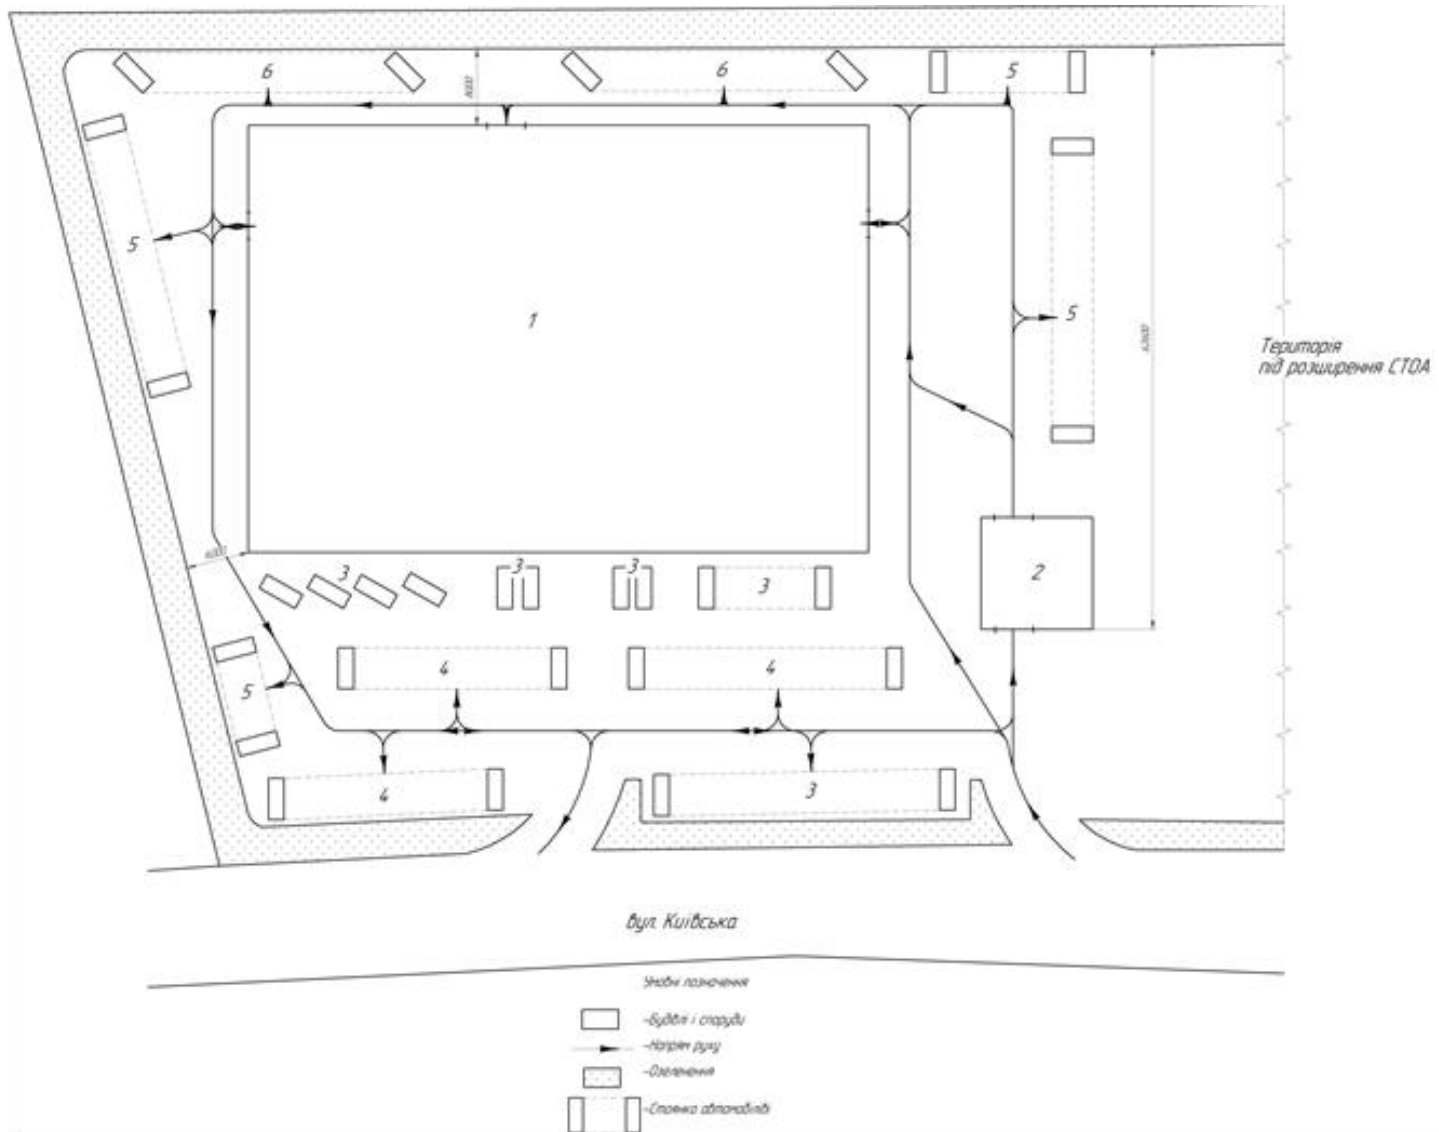 6
6
5
5
1
5
Територія
під розширення СТОА
3
3
3
3
2
5
4
4
4
3
вул. Київська
Умовні позначення
-Будівлі і споруди
-Напрям руху
-Озеленення
-Стоянка автомобілів